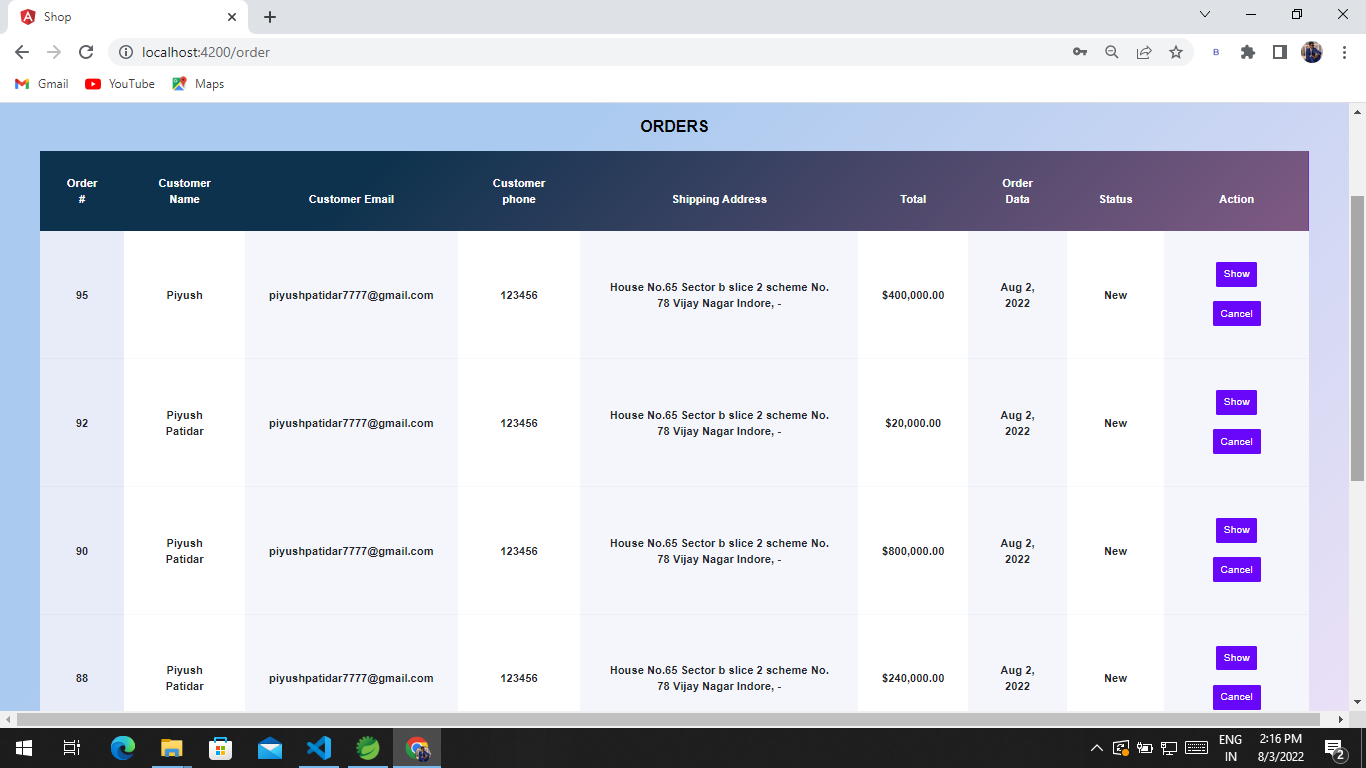 Shop
localhost:4200/order
B
Gmail
YouTube
Maps
ORDERS
Order
#
Customer
Name
Customer Email
Customer
phone
Shipping Address
Total
Order
Data
Status
Action
95
Piyush
piyushpatidar7777@gmail.com
123456
House No.65 Sector b slice 2 scheme No.
78 Vijay Nagar Indore, -
$400,000.00
Aug 2,
2022
New
Show
Cancel
92
Piyush
Patidar
piyushpatidar7777@gmail.com
123456
House No.65 Sector b slice 2 scheme No.
78 Vijay Nagar Indore, -
$20,000.00
Aug 2,
2022
New
Show
Cancel
90
Piyush
Patidar
piyushpatidar7777@gmail.com
123456
House No.65 Sector b slice 2 scheme No.
78 Vijay Nagar Indore, -
$800,000.00
Aug 2,
2022
New
Show
Cancel
88
Piyush
Patidar
piyushpatidar7777@gmail.com
123456
House No.65 Sector b slice 2 scheme No.
78 Vijay Nagar Indore, -
$240,000.00
Aug 2,
2022
New
Show
Cancel
ENG
IN
2:16 PM
8/3/2022
2